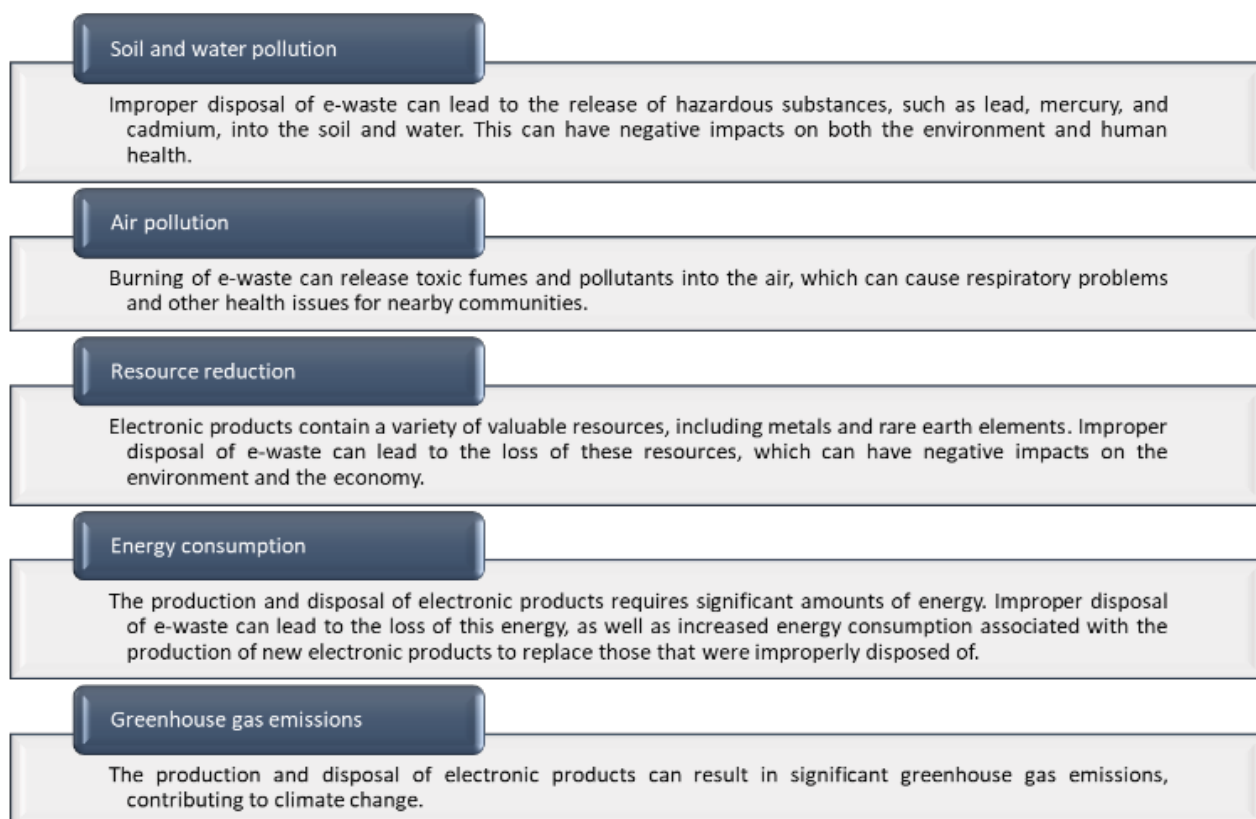 Soil and water pollution
Improper disposal of e-waste can lead to the release of hazardous substances, such as lead, mercury, and
cadmium, into the soil and water. This can have negative impacts on both the environment and human
health.
Air pollution
Burning of e-waste can release toxic fumes and pollutants into the air, which can cause respiratory problems
and other health issues for nearby communities.
Resource reduction
Electronic products contain a variety of valuable resources, including metals and rare earth elements. Improper
disposal of e-waste can lead to the loss of these resources, which can have negative impacts on the
environment and the economy.
Energy consumption
The production and disposal of electronic products requires significant amounts of energy. Improper disposal
of e-waste can lead to the loss of this energy, as well as increased energy consumption associated with the
production of new electronic products to replace those that were improperly disposed of.
Greenhouse gas emissions
The production and disposal of electronic products can result in significant greenhouse gas emissions,
contributing to climate change.